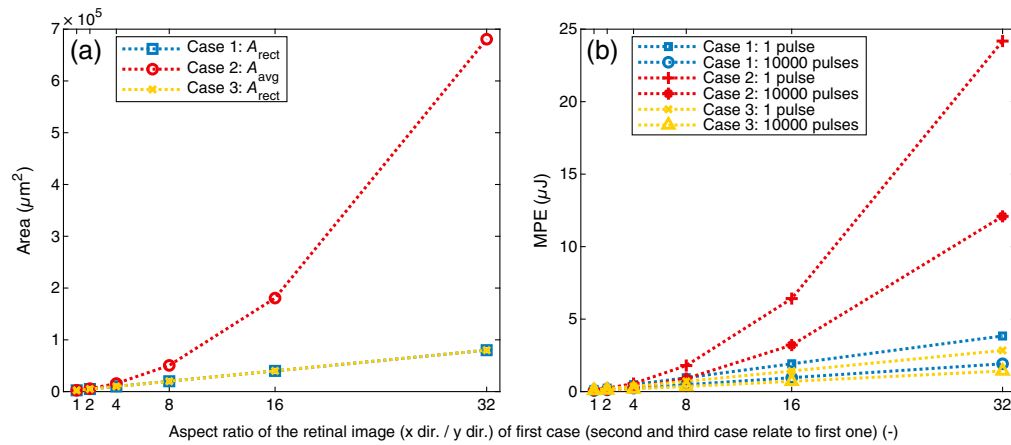 (a)
7 × 10⁵
6
5
4
3
2
1
0
Area (μm²)
Case 1: A_rect
Case 2: A_avg
Case 3: A_rect
1 2 4 8 16 32
(b)
25
20
15
10
5
0
MPE (μJ)
Case 1: 1 pulse
Case 1: 10000 pulses
Case 2: 1 pulse
Case 2: 10000 pulses
Case 3: 1 pulse
Case 3: 10000 pulses
1 2 4 8 16 32
Aspect ratio of the retinal image (x dir. / y dir.) of first case (second and third case relate to first one) (-)